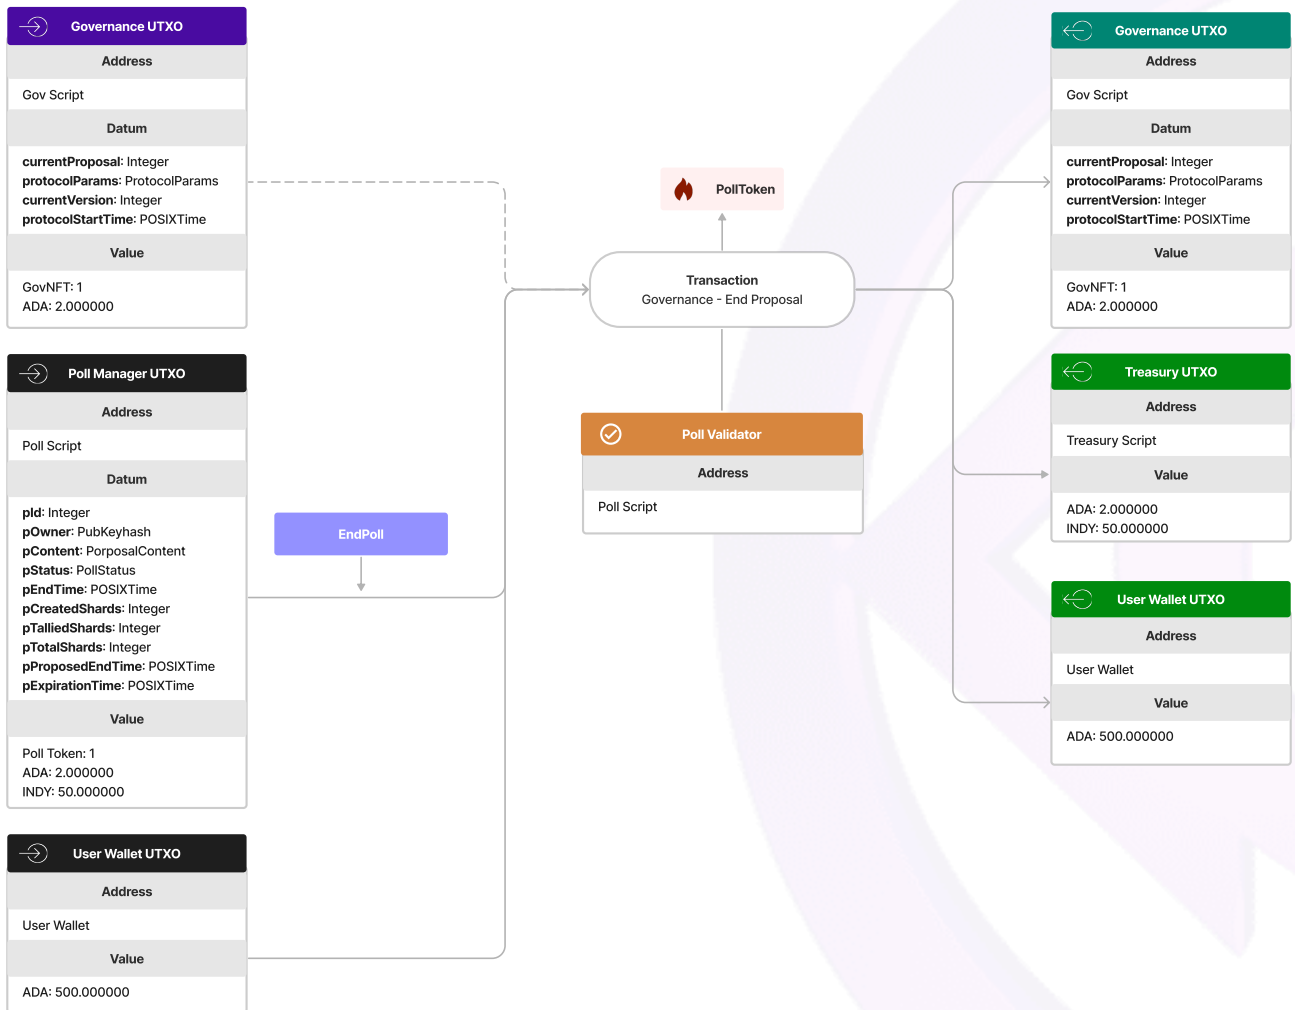 Governance UTXO
Address
Gov Script
Datum
currentProposal: Integer
protocolParams: ProtocolParams
currentVersion: Integer
protocolStartTime: POSIXTime
Value
GovNFT: 1
ADA: 2.000000
Poll Manager UTXO
Address
Poll Script
Datum
pId: Integer
pOwner: PubKeyhash
pContent: PorposalContent
pStatus: PollStatus
pEndTime: POSIXTime
pCreatedShards: Integer
pTalliedShards: Integer
pTotalShards: Integer
pProposedEndTime: POSIXTime
pExpirationTime: POSIXTime
Value
Poll Token: 1
ADA: 2.000000
INDY: 50.000000
User Wallet UTXO
Address
User Wallet
Value
ADA: 500.000000
EndPoll
PollToken
Transaction
Governance - End Proposal
Poll Validator
Address
Poll Script
Governance UTXO
Address
Gov Script
Datum
currentProposal: Integer
protocolParams: ProtocolParams
currentVersion: Integer
protocolStartTime: POSIXTime
Value
GovNFT: 1
ADA: 2.000000
Treasury UTXO
Address
Treasury Script
Value
ADA: 2.000000
INDY: 50.000000
User Wallet UTXO
Address
User Wallet
Value
ADA: 500.000000